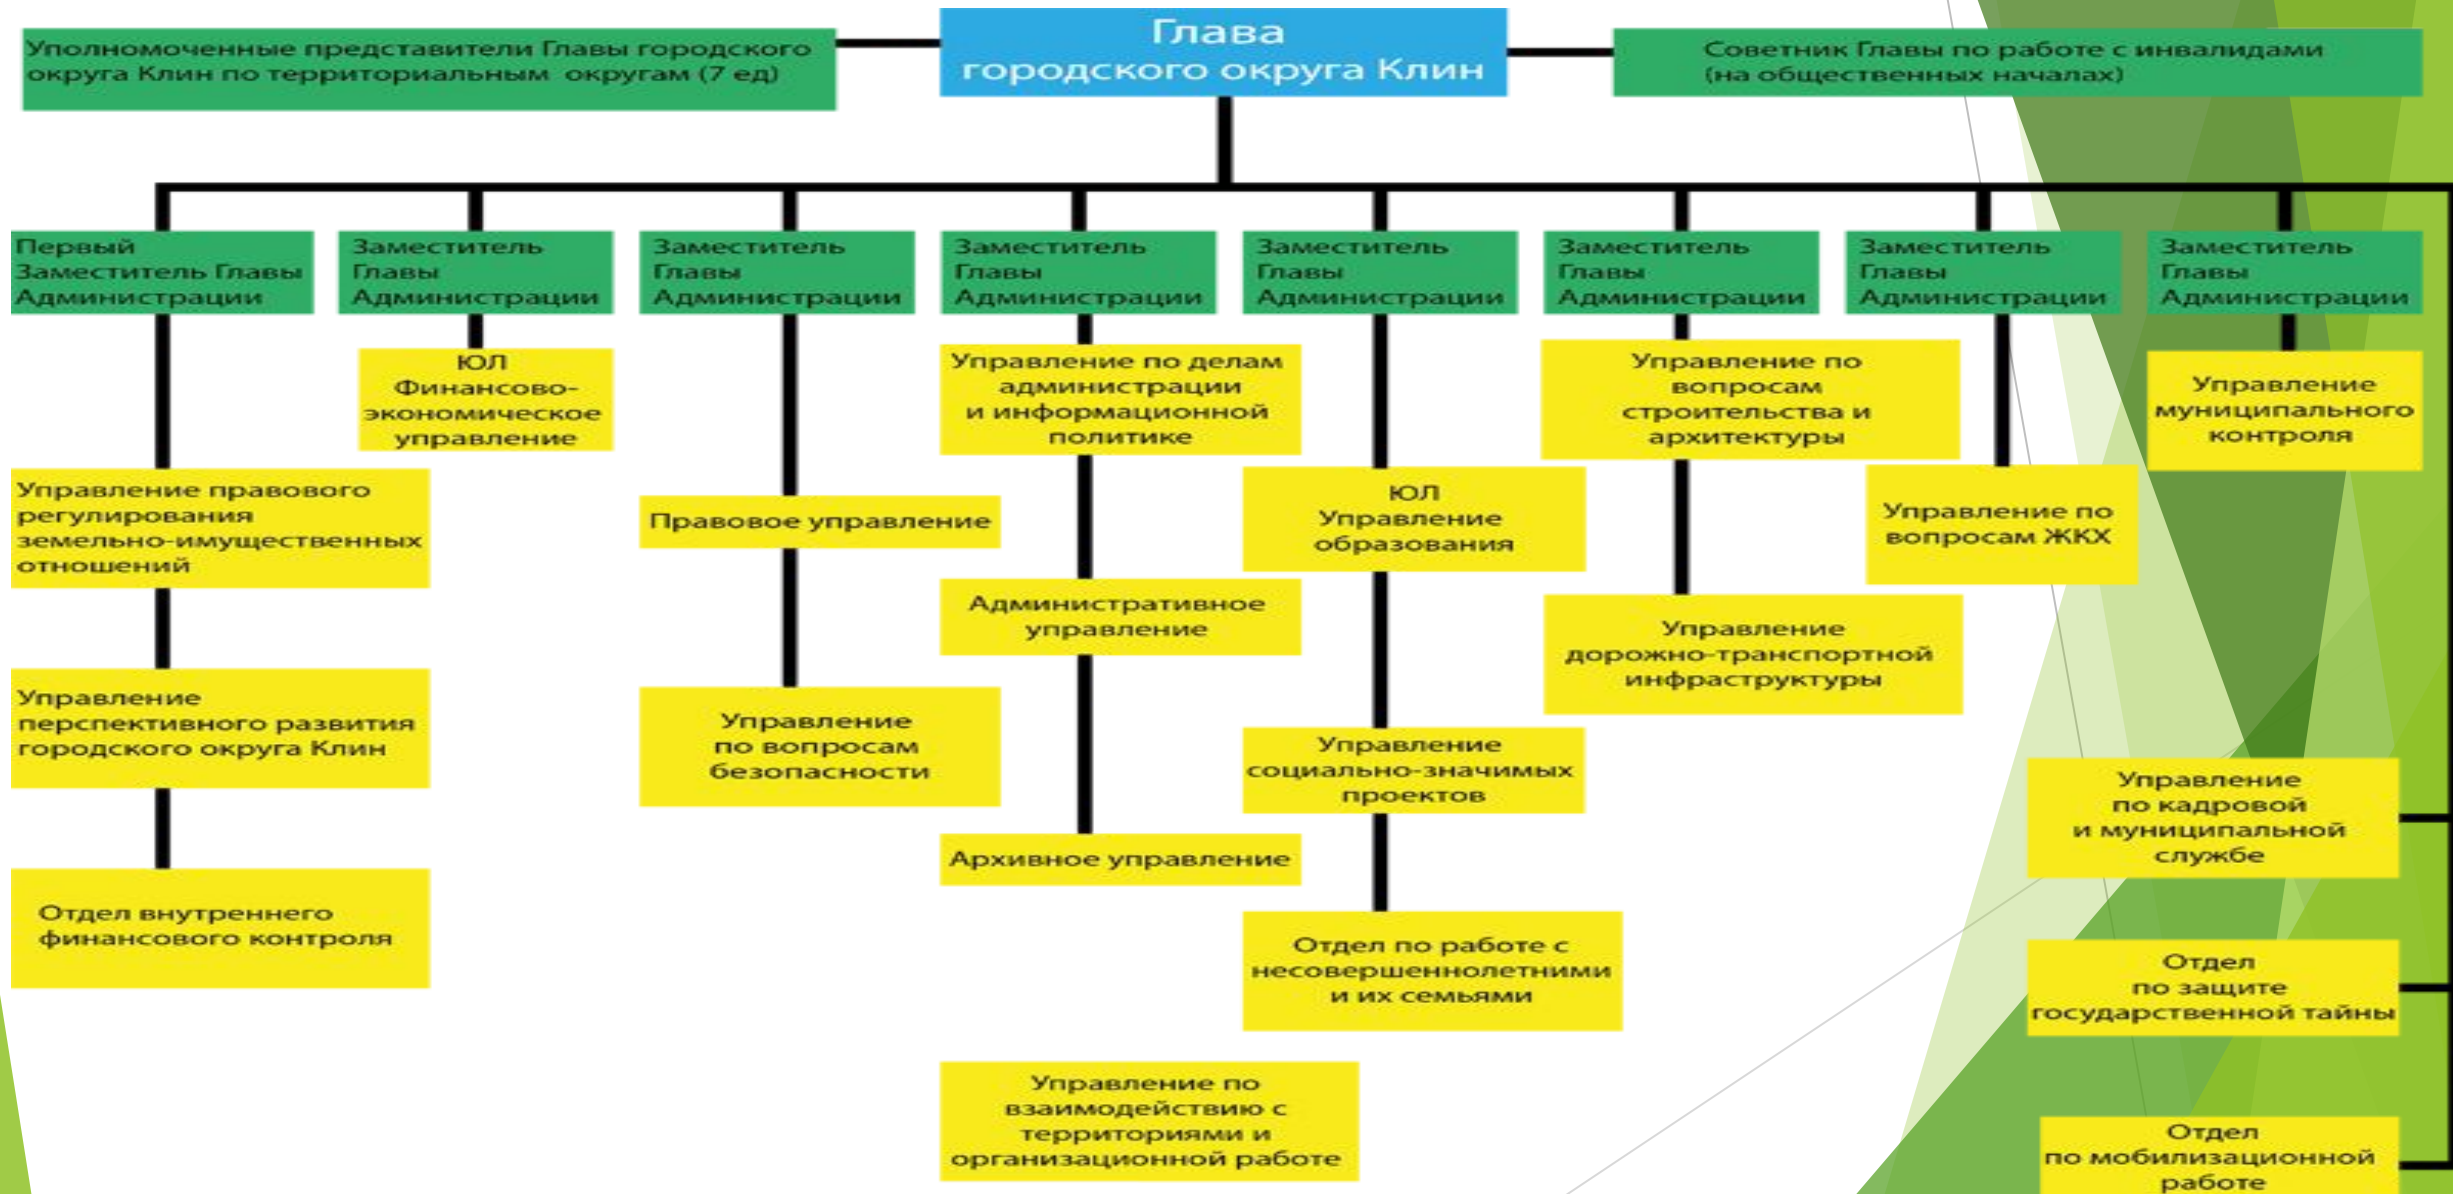 Уполномоченные представители Главы городского
округа Клин по территориальным округам (7 ед)
Глава
городского округа Клин
Советник Главы по работе с инвалидами
(на общественных началах)
Первый
Заместитель Главы
Администрации
Заместитель
Главы
Администрации
Заместитель
Главы
Администрации
Заместитель
Главы
Администрации
Заместитель
Главы
Администрации
Заместитель
Главы
Администрации
Заместитель
Главы
Администрации
Заместитель
Главы
Администрации
Управление правового
регулирования
земельно-имущественных
отношений
Управление
перспективного развития
городского округа Клин
Отдел внутреннего
финансового контроля
ЮЛ
Финансово-
экономическое
управление
Правовое управление
Управление
по вопросам
безопасности
Управление по делам
администрации
и информационной
политике
Административное
управление
Архивное управление
Управление по
взаимодействию с
территориями и
организационной работе
ЮЛ
Управление
образования
Управление
социально-значимых
проектов
Отдел по работе с
несовершеннолетними
и их семьями
Управление по
вопросам
строительства и
архитектуры
Управление
дорожно-транспортной
инфраструктуры
Управление по
вопросам ЖКХ
Управление
муниципального
контроля
Управление
по кадровой
и муниципальной
службе
Отдел
по защите
государственной тайны
Отдел
по мобилизационной
работе